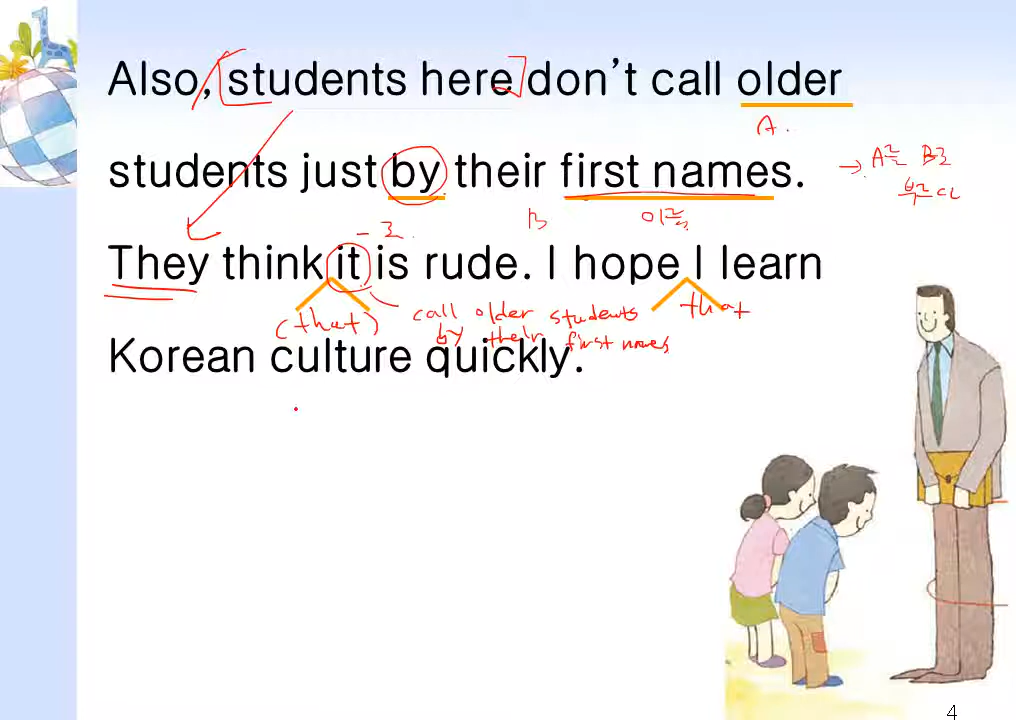 Also, students here don't call older
A.
students just by their first names.
→ A를 B로
부르다
B 이름
They think it is rude. I hope I learn
(that) call older students that
by their first names
Korean culture quickly.
4